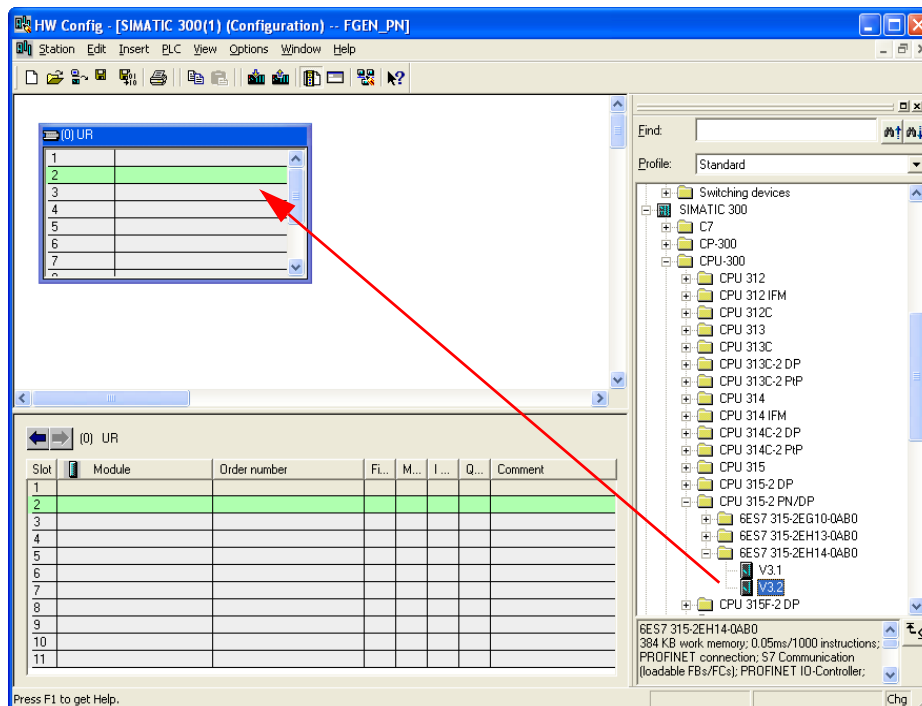 HW Config - [SIMATIC 300(1) (Configuration) -- FGEN_PN]
Station Edit Insert PLC View Options Window Help
(0) UR
1
2
3
4
5
6
7
Find:
Profile: Standard
Switching devices
SIMATIC 300
C7
CP-300
CPU-300
CPU 312
CPU 312 IFM
CPU 312C
CPU 313
CPU 313C
CPU 313C-2 DP
CPU 313C-2 PtP
CPU 314
CPU 314 IFM
CPU 314C-2 DP
CPU 314C-2 PtP
CPU 315
CPU 315-2 DP
CPU 315-2 PN/DP
6ES7 315-2EG10-0AB0
6ES7 315-2EH13-0AB0
6ES7 315-2EH14-0AB0
V3.1
V3.2
CPU 315F-2 DP
(0) UR
Slot Module Order number Fi... M... I ... Q... Comment
1
2
3
4
5
6
7
8
9
10
11
6ES7 315-2EH14-0AB0
384 KB work memory; 0.05ms/1000 instructions;
PROFINET connection; S7 Communication
(loadable FBs/FCs); PROFINET IO-Controller;
Press F1 to get Help.
Chg